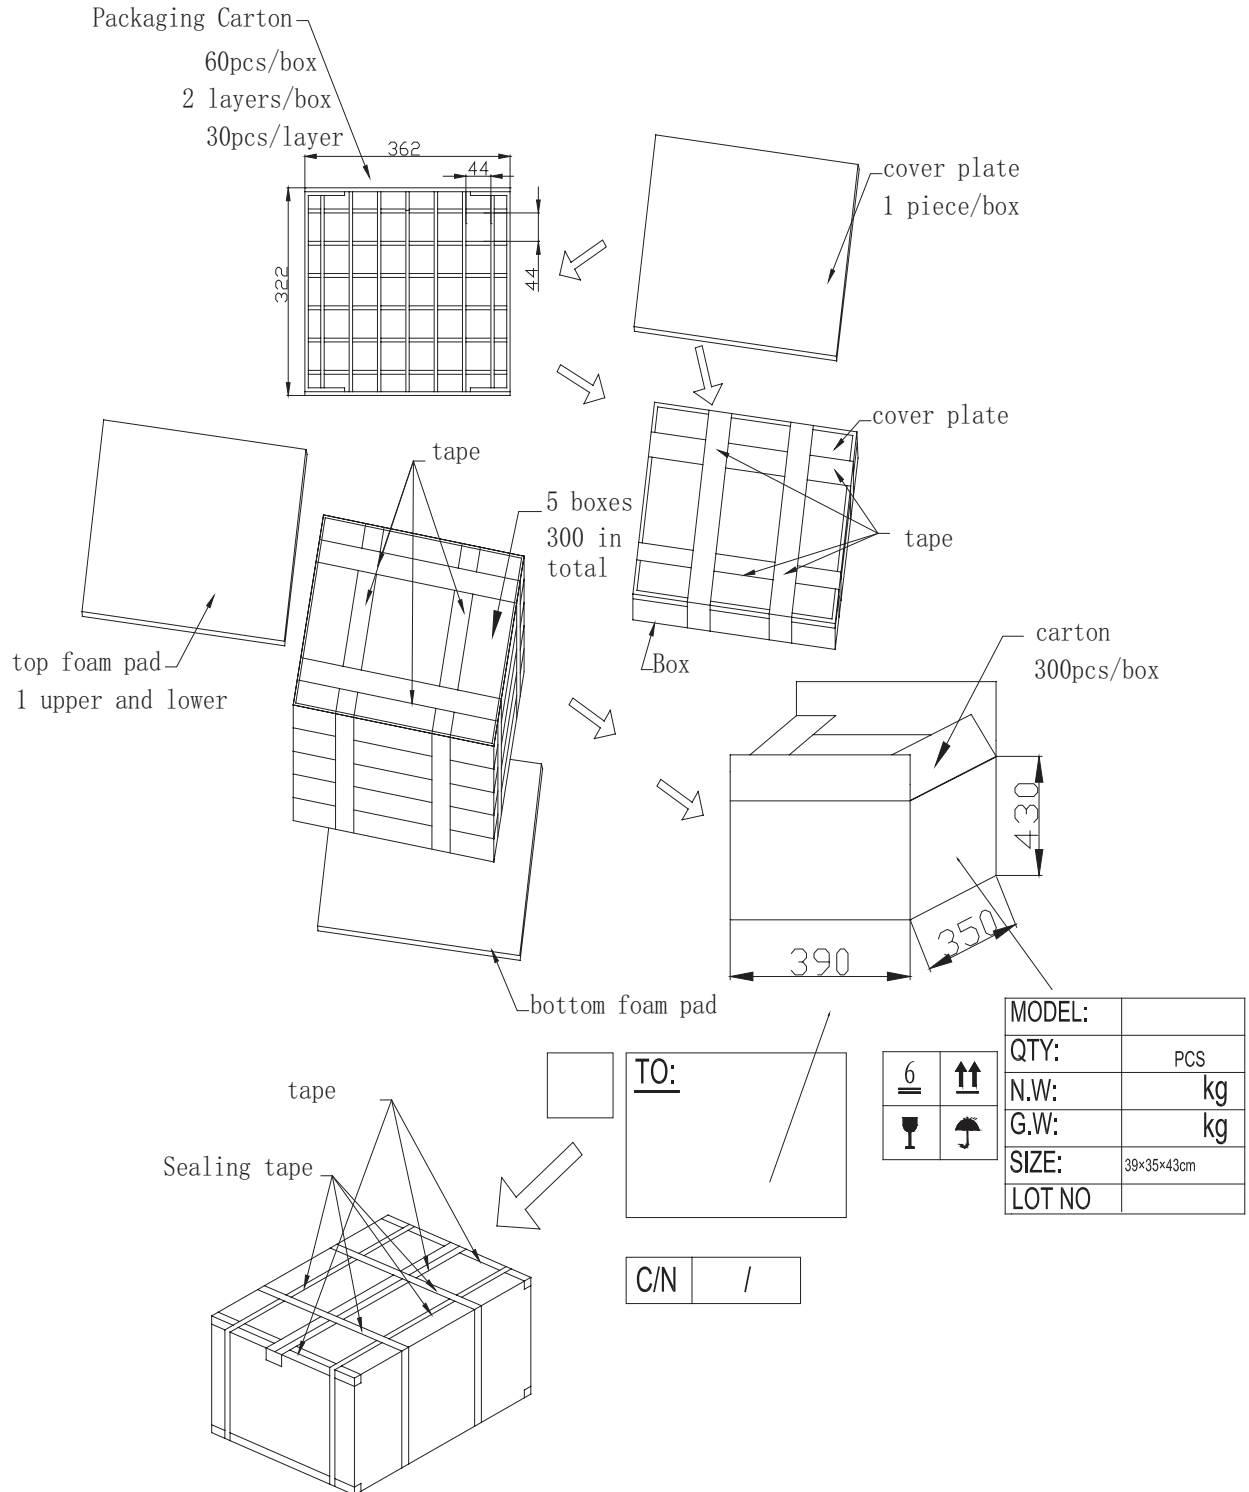 Packaging Carton
60pcs/box
2 layers/box
30pcs/layer
362
44
322
44
cover plate
1 piece/box
cover plate
tape
Box
tape
5 boxes
300 in
total
top foam pad
1 upper and lower
bottom foam pad
carton
300pcs/box
430
350
390
MODEL:
QTY: PCS
N.W: kg
G.W: kg
SIZE: 39×35×43cm
LOT NO
TO:
6
C/N /
tape
Sealing tape